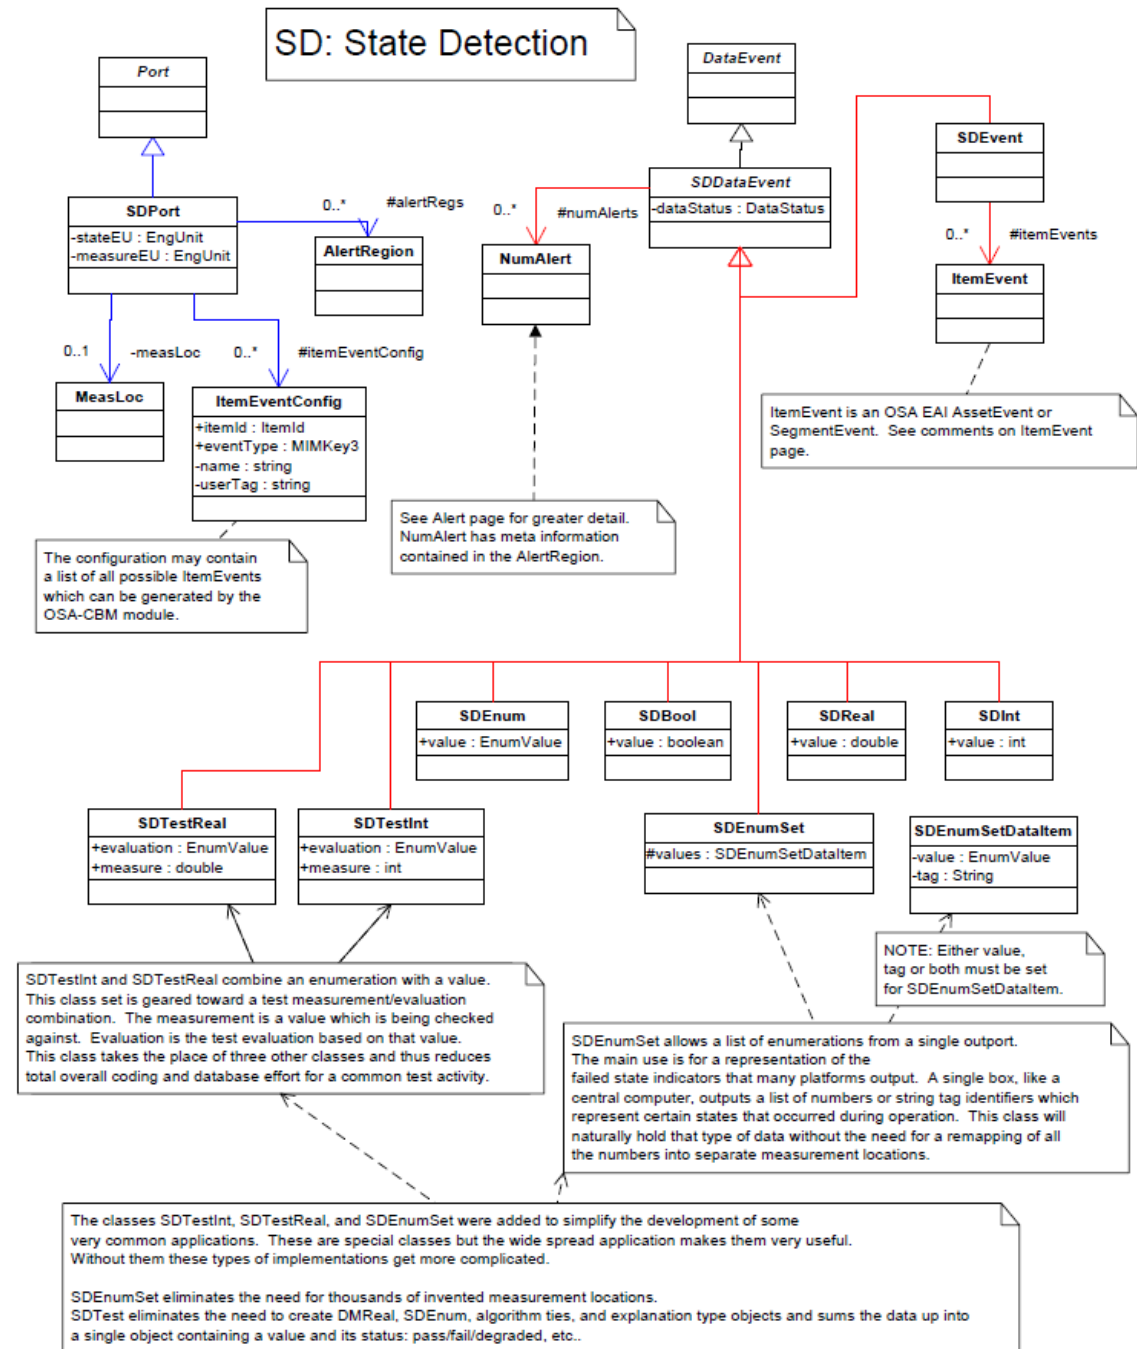 SD: State Detection
Port
DataEvent
SDEvent
SDPort
-stateEU : EngUnit
-measureEU : EngUnit
0..*
#alertRegs
AlertRegion
SDDataEvent
-dataStatus : DataStatus
0..*
#numAlerts
NumAlert
0..*
#itemEvents
ItemEvent
0..1
-measLoc
0..*
#itemEventConfig
MeasLoc
ItemEventConfig
+itemId : ItemId
+eventType : MIMKey3
-name : string
-userTag : string
ItemEvent is an OSA EAI AssetEvent or
SegmentEvent. See comments on ItemEvent
page.
See Alert page for greater detail.
NumAlert has meta information
contained in the AlertRegion.
The configuration may contain
a list of all possible ItemEvents
which can be generated by the
OSA-CBM module.
SDEnum
+value : EnumValue
SDBool
+value : boolean
SDReal
+value : double
SDInt
+value : int
SDTestReal
+evaluation : EnumValue
+measure : double
SDTestInt
+evaluation : EnumValue
+measure : int
SDEnumSet
#values : SDEnumSetDataItem
SDEnumSetDataItem
-value : EnumValue
-tag : String
NOTE: Either value,
tag or both must be set
for SDEnumSetDataItem.
SDTestInt and SDTestReal combine an enumeration with a value.
This class set is geared toward a test measurement/evaluation
combination. The measurement is a value which is being checked
against. Evaluation is the test evaluation based on that value.
This class takes the place of three other classes and thus reduces
total overall coding and database effort for a common test activity.
SDEnumSet allows a list of enumerations from a single outport.
The main use is for a representation of the
failed state indicators that many platforms output. A single box, like a
central computer, outputs a list of numbers or string tag identifiers which
represent certain states that occurred during operation. This class will
naturally hold that type of data without the need for a remapping of all
the numbers into separate measurement locations.
The classes SDTestInt, SDTestReal, and SDEnumSet were added to simplify the development of some
very common applications. These are special classes but the wide spread application makes them very useful.
Without them these types of implementations get more complicated.
SDEnumSet eliminates the need for thousands of invented measurement locations.
SDTest eliminates the need to create DMReal, SDEnum, algorithm ties, and explanation type objects and sums the data up into
a single object containing a value and its status: pass/fail/degraded, etc..